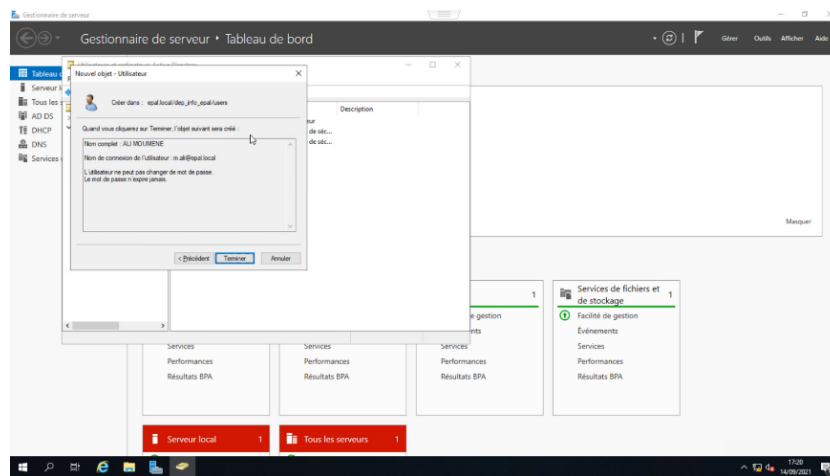 Gestionnaire de serveur
Gestionnaire de serveur • Tableau de bord
Gérer Outils Afficher Aide
Tableau
Serveur
Tous les
AD DS
DHCP
DNS
Services
Nouvel objet - Utilisateur
Créer dans : epal.local/dep_info_epal/users
Quand vous cliquerez sur Terminer, l'objet suivant sera créé :
Nom complet : ALI MOUMENE
Nom de connexion de l'utilisateur : m.ali@epal.local
L'utilisateur ne peut pas changer de mot de passe.
Le mot de passe n'expire jamais.
< Précédent Terminer Annuler
Description
de séc...
de séc...
Masquer
1
e gestion
Services
Performances
Résultats BPA
Services
Performances
Résultats BPA
Services
Performances
Résultats BPA
Services de fichiers et
de stockage
1
Facilité de gestion
Événements
Services
Performances
Résultats BPA
Serveur local 1
Tous les serveurs 1
17:20
14/09/2021